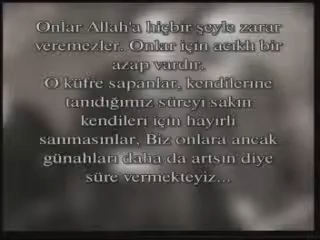 Onlar Allah'a hiçbir şeyle zarar
veremezler. Onlar için acıklı bir
azap vardır.
O küfre sapanlar, kendilerine
tanıdığımız süreyi sakın
kendileri için hayırlı
sanmasınlar, Biz onlara ancak
günahları daha da artsın diye
süre vermekteyiz...